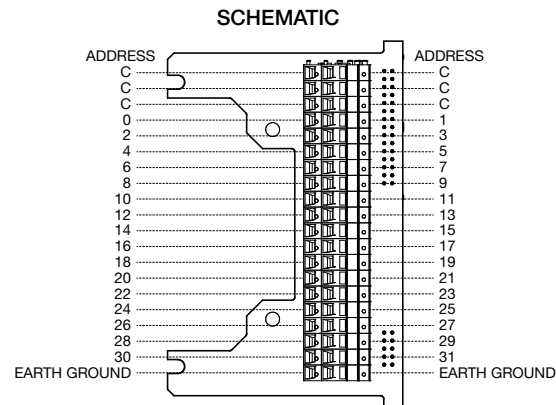 SCHEMATIC
ADDRESS ADDRESS
C C
C C
C C
0 1
2 3
4 5
6 7
8 9
10 11
12 13
14 15
16 17
18 19
20 21
22 23
24 25
26 27
28 29
30 31
EARTH GROUND EARTH GROUND